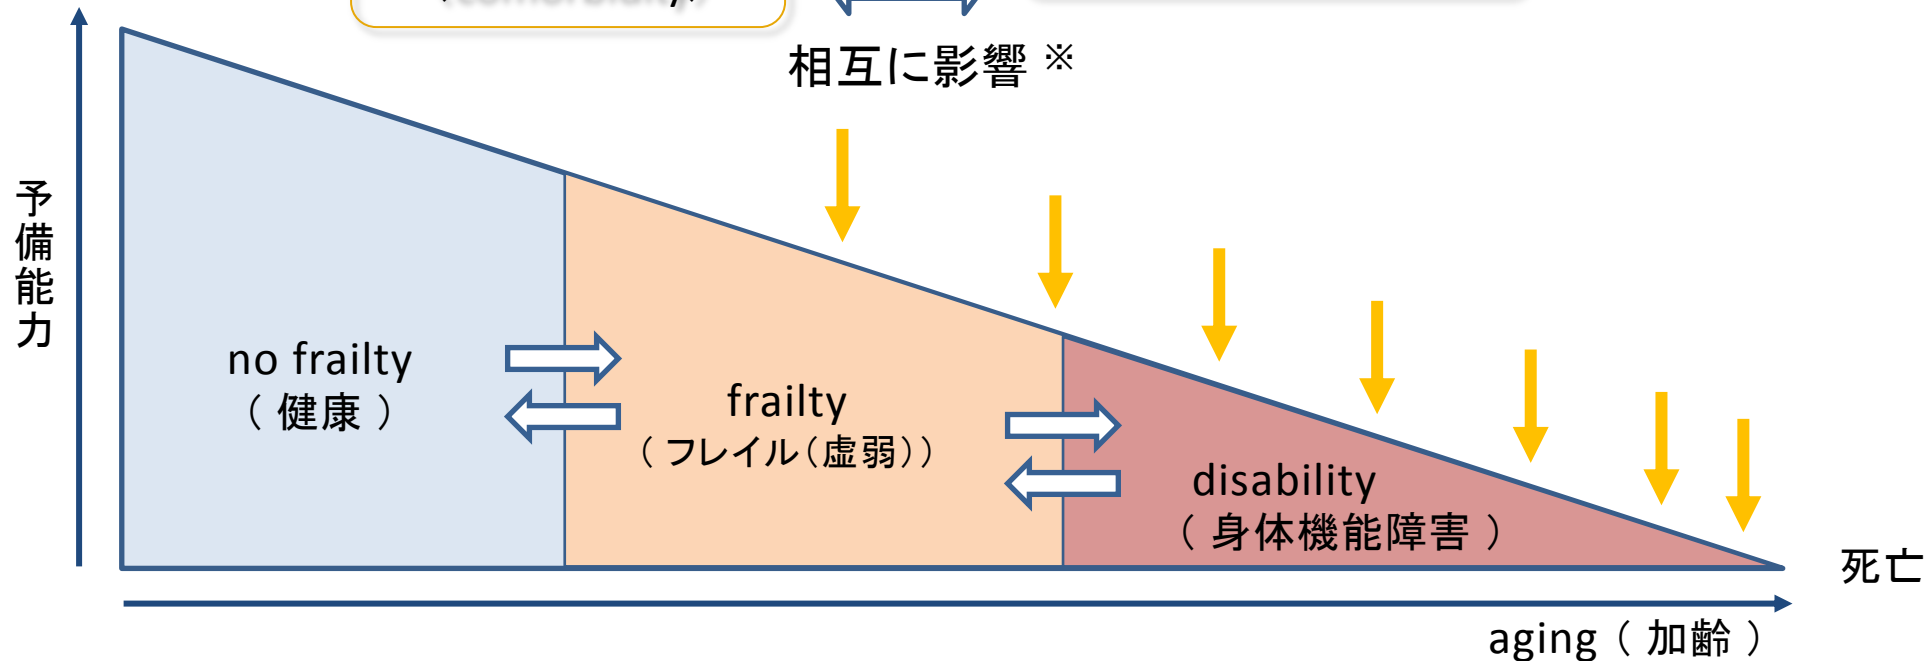 相互に影響 ※
予備能力
no frailty
（ 健康 ）
frailty
（ フレイル（虚弱））
disability
（ 身体機能障害 ）
死亡
aging （ 加齢 ）